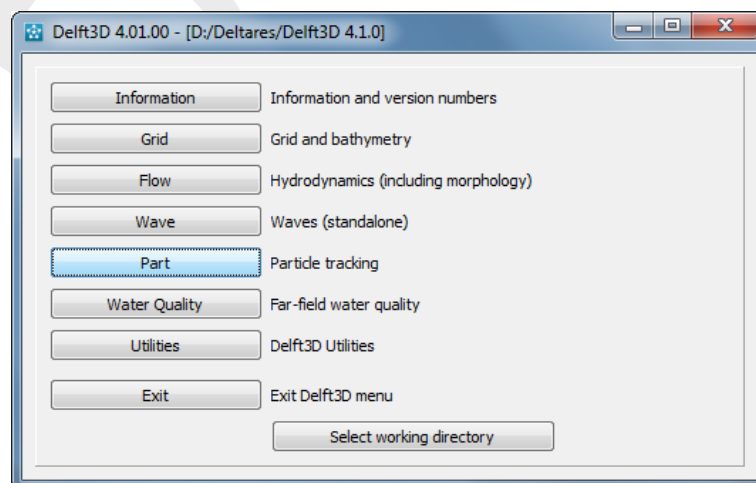 Delft3D 4.01.00 - [D:/Deltares/Delft3D 4.1.0]
Information Information and version numbers
Grid Grid and bathymetry
Flow Hydrodynamics (including morphology)
Wave Waves (standalone)
Part Particle tracking
Water Quality Far-field water quality
Utilities Delft3D Utilities
Exit Exit Delft3D menu
Select working directory